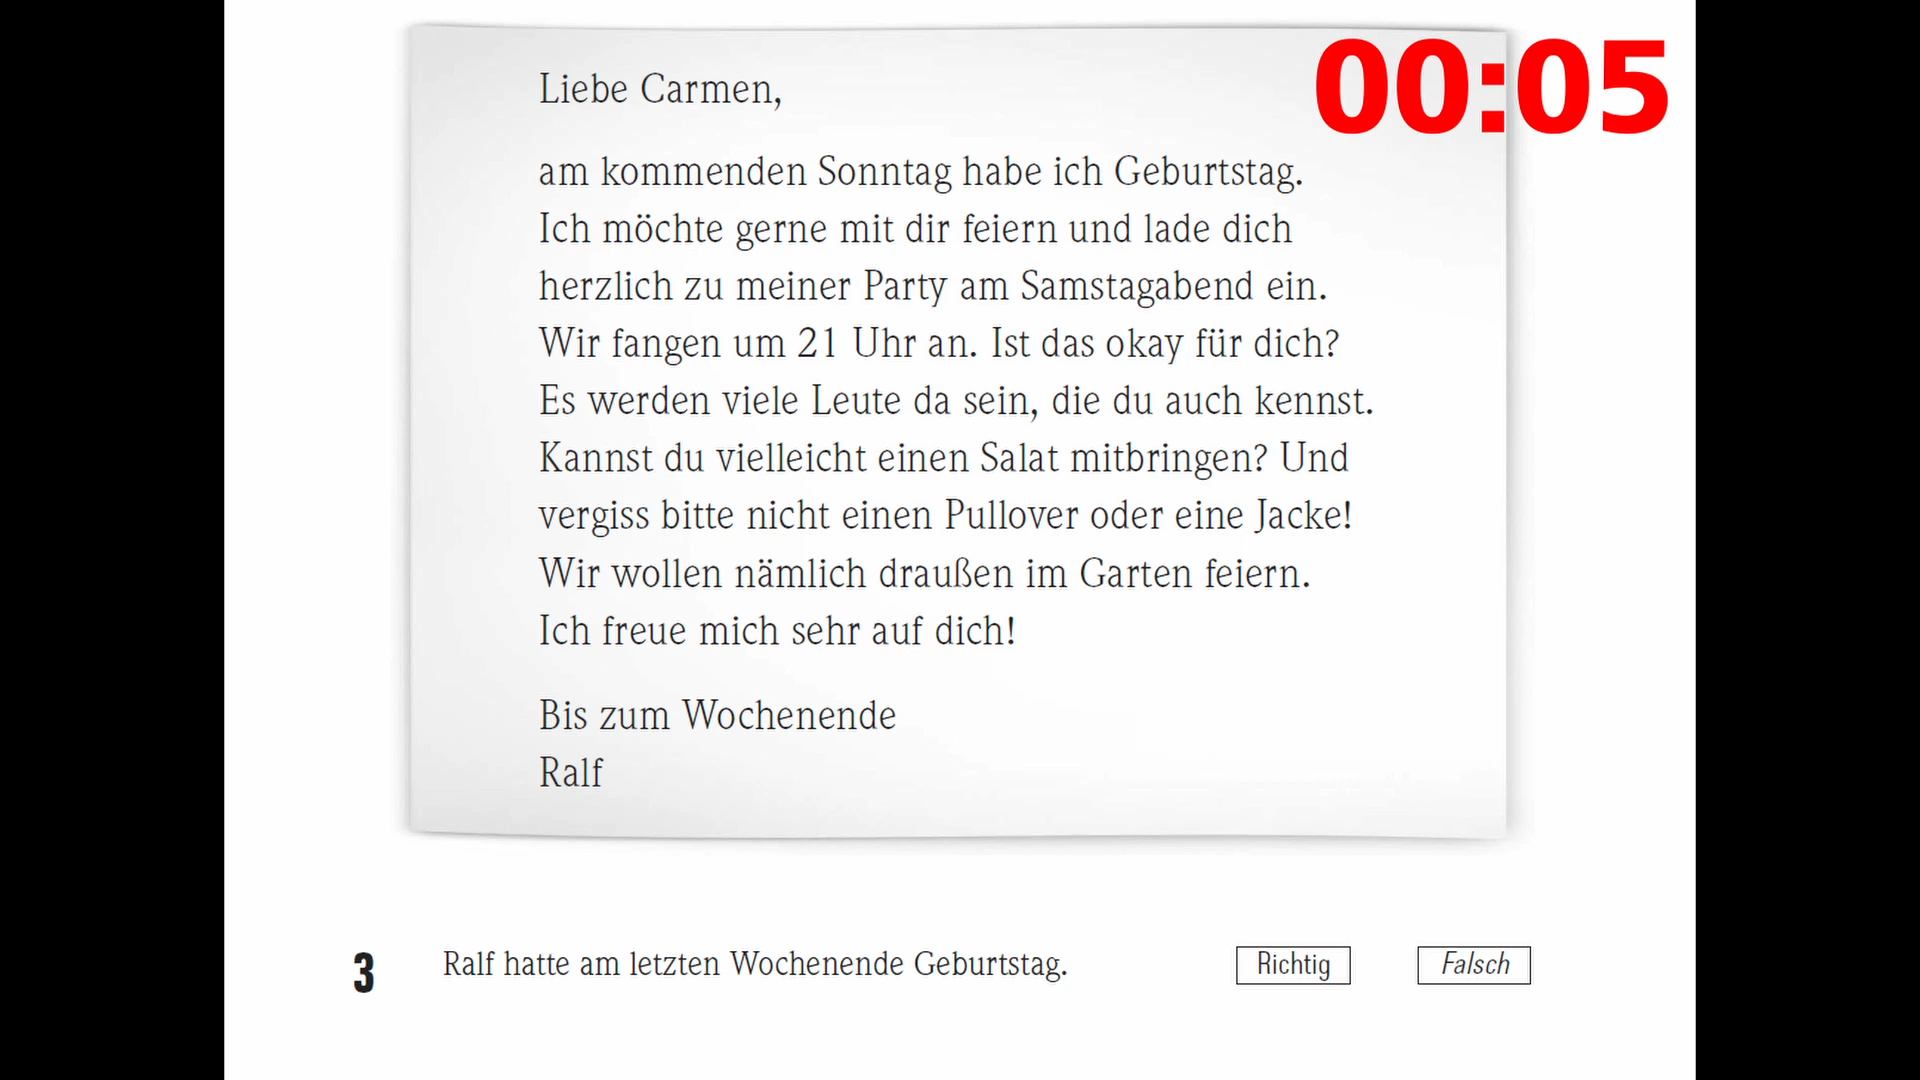 00:05
Liebe Carmen,
am kommenden Sonntag habe ich Geburtstag.
Ich möchte gerne mit dir feiern und lade dich
herzlich zu meiner Party am Samstagabend ein.
Wir fangen um 21 Uhr an. Ist das okay für dich?
Es werden viele Leute da sein, die du auch kennst.
Kannst du vielleicht einen Salat mitbringen? Und
vergiss bitte nicht einen Pullover oder eine Jacke!
Wir wollen nämlich draußen im Garten feiern.
Ich freue mich sehr auf dich!
Bis zum Wochenende
Ralf
3 Ralf hatte am letzten Wochenende Geburtstag. Richtig Falsch